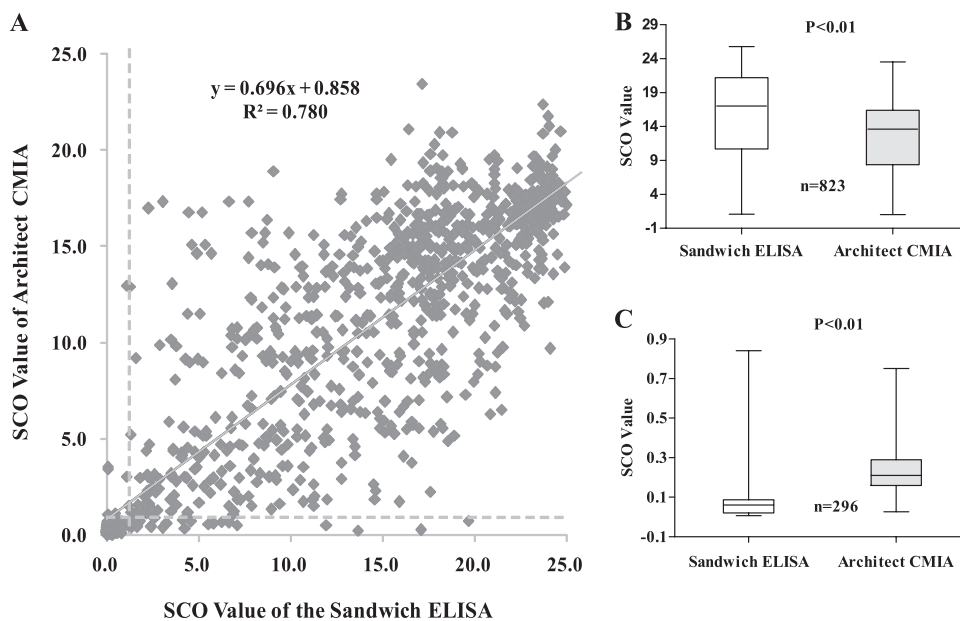 A
25.0
20.0
15.0
10.0
5.0
0.0
SCO Value of Architect CMIA
y = 0.696x + 0.858
R² = 0.780
0.0 5.0 10.0 15.0 20.0 25.0
SCO Value of the Sandwich ELISA
B
29
24
19
14
9
4
-1
SCO Value
P<0.01
n=823
Sandwich ELISA Architect CMIA
C
P<0.01
0.9
0.7
0.5
0.3
0.1
-0.1
SCO Value
n=296
Sandwich ELISA Architect CMIA